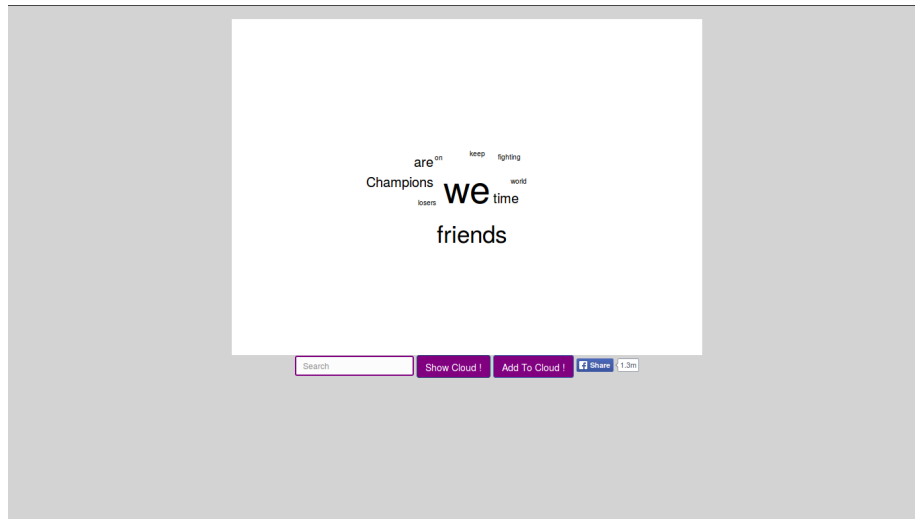 are on keep fighting
Champions we world
losers time
friends
Search Show Cloud ! Add To Cloud ! Share 1.3m